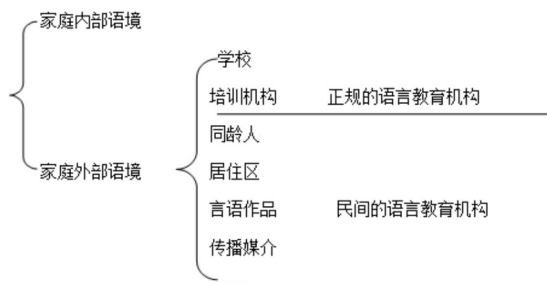 家庭内部语境
学校
培训机构 正规的语言教育机构
同龄人
家庭外部语境 居住区
言语作品 民间的语言教育机构
传播媒介